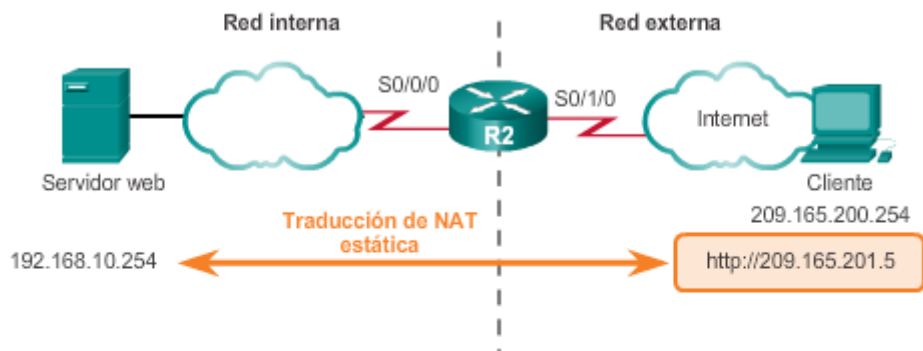 Red interna
Red externa
S0/0/0
S0/1/0
R2
Internet
Servidor web
Cliente
209.165.200.254
Traducción de NAT
estática
192.168.10.254
http://209.165.201.5